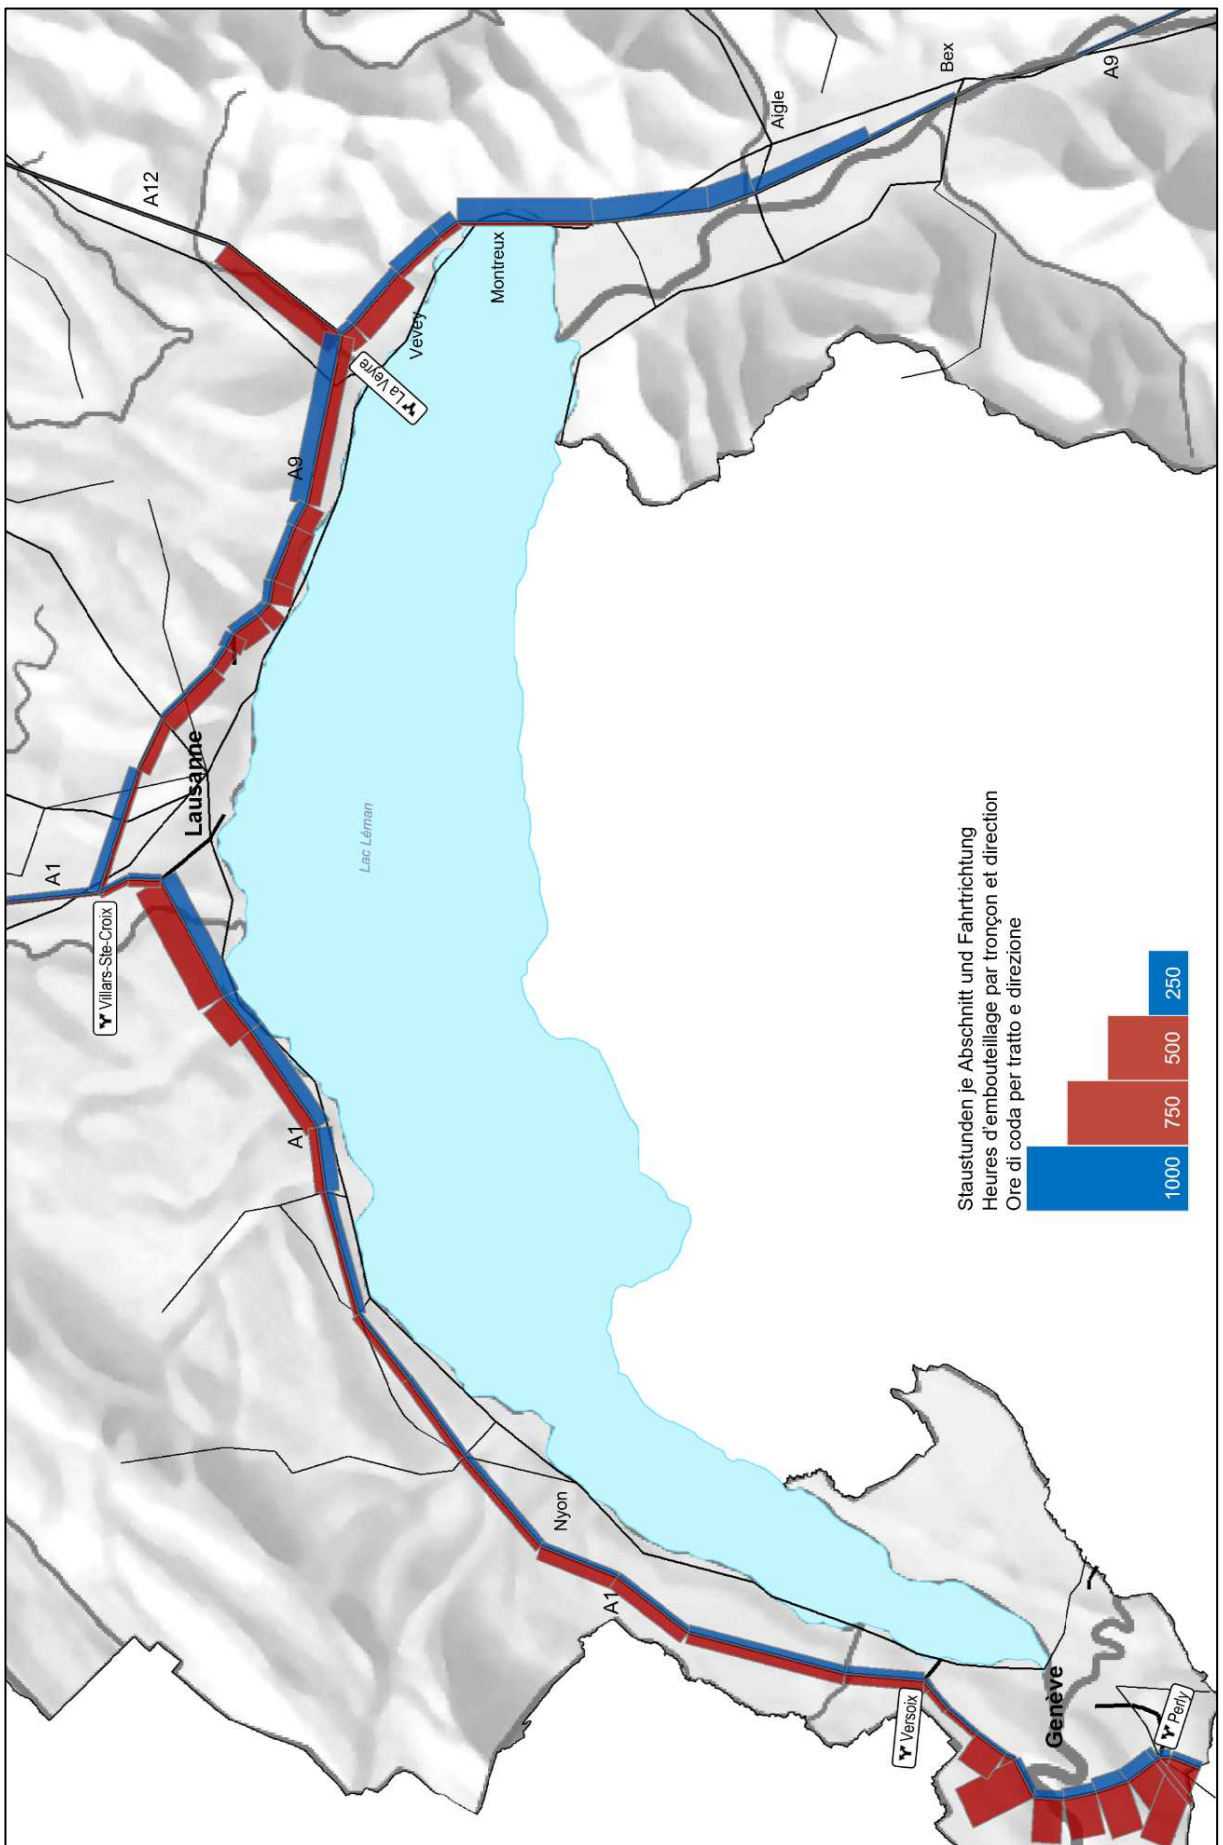 A1
Villars-Ste-Croix
Lausanne
A9
A12
La Veyre
Vevey
Montreux
Aigle
Bex
A9
Lac Léman
A1
Nyon
A1
Versoix
Genève
Perly
Staustunden je Abschnitt und Fahrtrichtung
Heures d'embouteillage par tronçon et direction
Ore di coda per tratto e direzione
1000
750
500
250